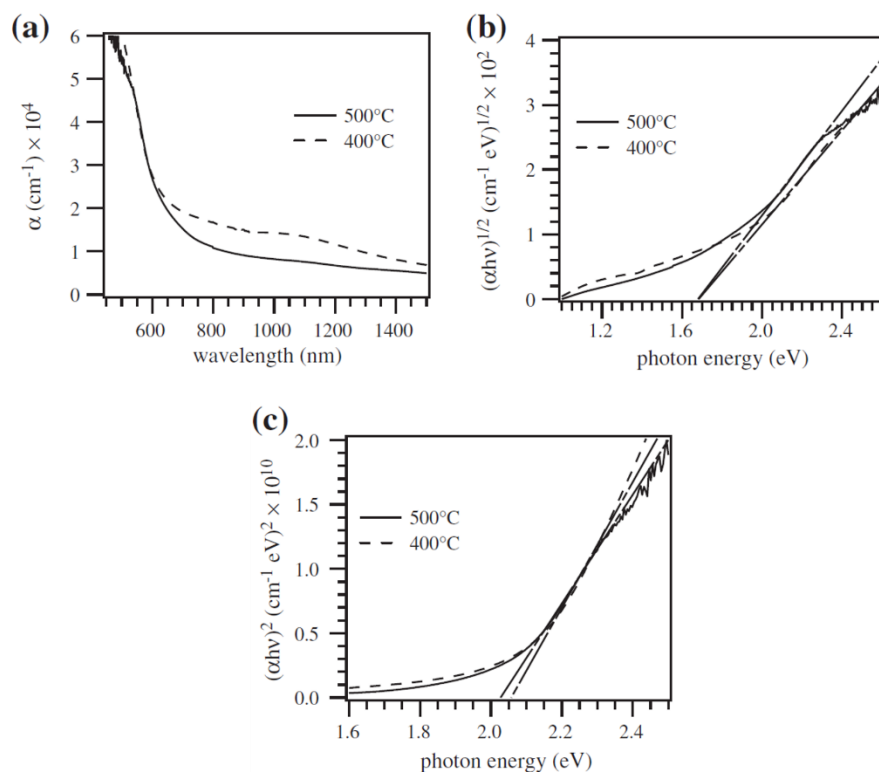 (a)
6
5
4
3
2
1
0
α (cm⁻¹) × 10⁴
500°C
400°C
600 800 1000 1200 1400
wavelength (nm)
(b)
4
3
2
1
0
(αhν)^1/2 (cm⁻¹ eV)^1/2 × 10²
500°C
400°C
1.2 1.6 2.0 2.4
photon energy (eV)
(c)
2.0
1.5
1.0
0.5
0.0
(αhν)² (cm⁻¹ eV)² × 10¹⁰
500°C
400°C
1.6 1.8 2.0 2.2 2.4
photon energy (eV)